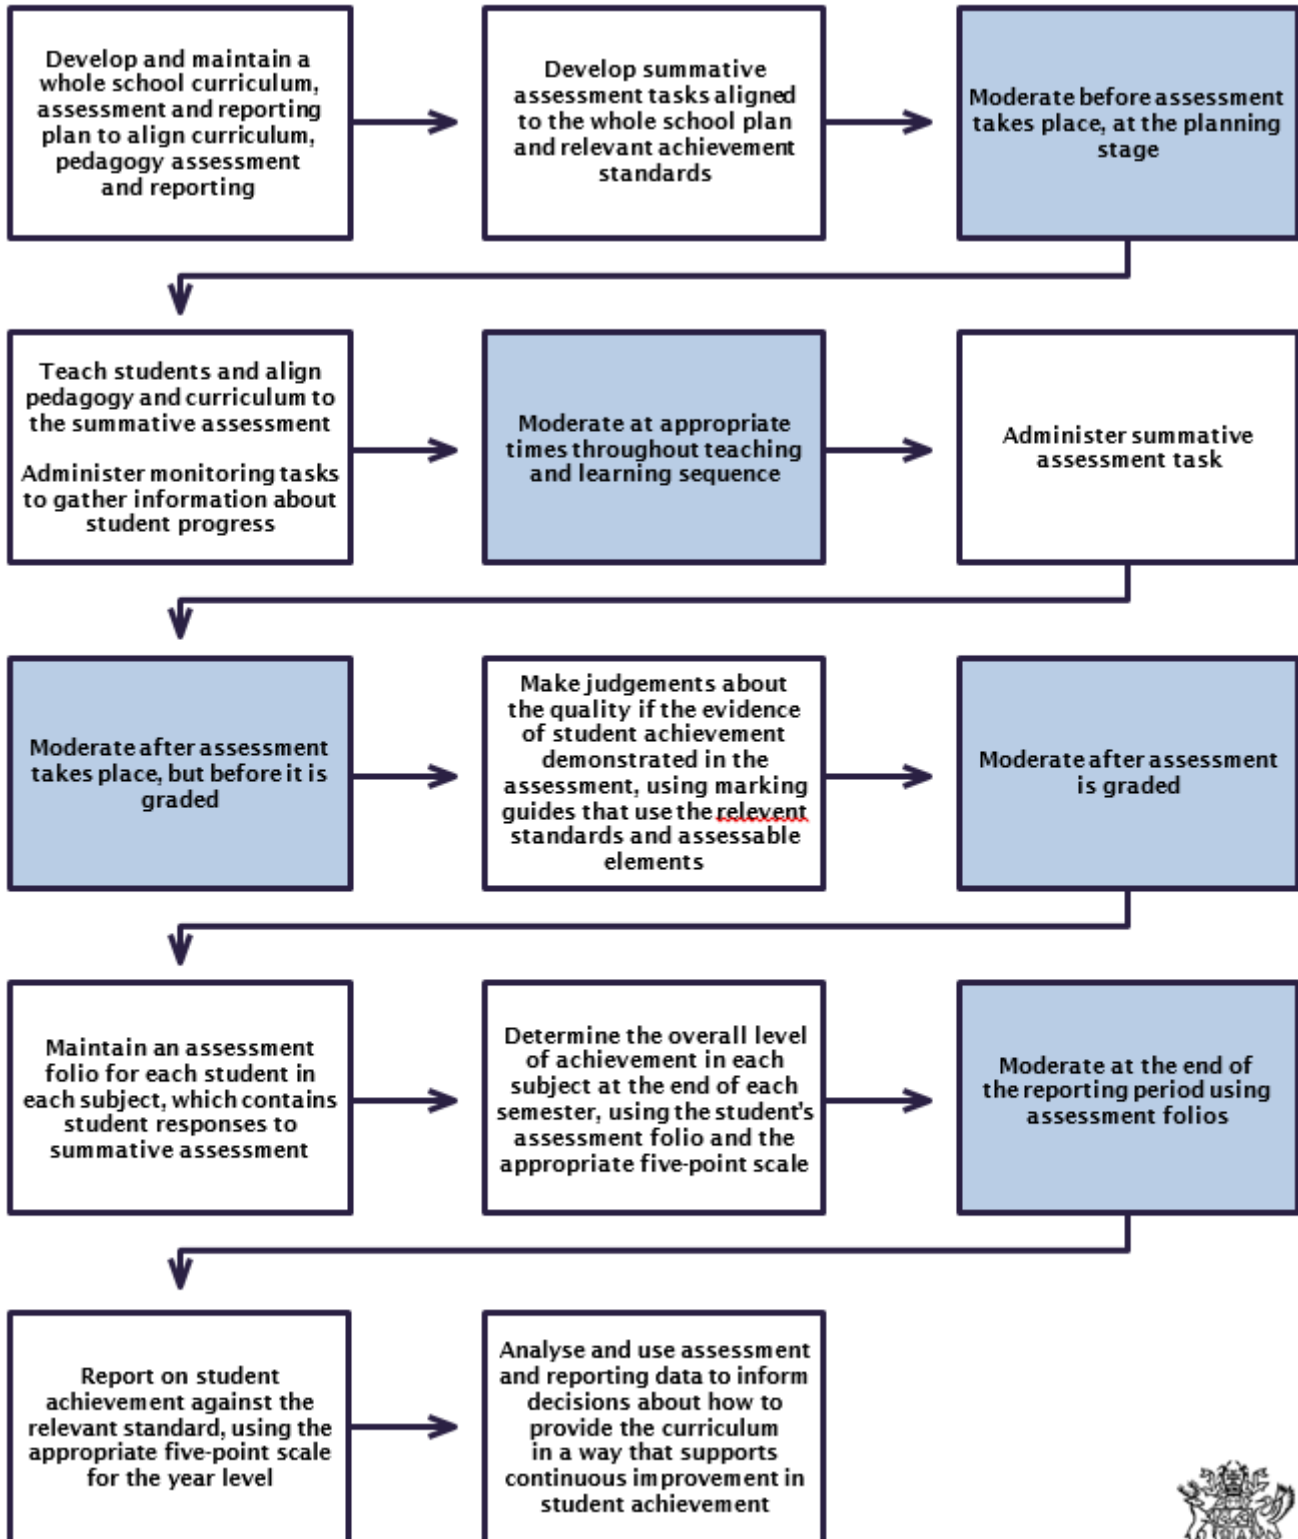 Develop and maintain a
whole school curriculum,
assessment and reporting
plan to align curriculum,
pedagogy assessment
and reporting
Develop summative
assessment tasks aligned
to the whole school plan
and relevant achievement
standards
Moderate before assessment
takes place, at the planning
stage
Teach students and align
pedagogy and curriculum to
the summative assessment
Administer monitoring tasks
to gather information about
student progress
Moderate at appropriate
times throughout teaching
and learning sequence
Administer summative
assessment task
Moderate after assessment
takes place, but before it is
graded
Make judgements about
the quality if the evidence
of student achievement
demonstrated in the
assessment, using marking
guides that use the relevent
standards and assessable
elements
Moderate after assessment
is graded
Maintain an assessment
folio for each student in
each subject, which contains
student responses to
summative assessment
Determine the overall level
of achievement in each
subject at the end of each
semester, using the student's
assessment folio and the
appropriate five-point scale
Moderate at the end of
the reporting period using
assessment folios
Report on student
achievement against the
relevant standard, using the
appropriate five-point scale
for the year level
Analyse and use assessment
and reporting data to inform
decisions about how to
provide the curriculum
in a way that supports
continuous improvement in
student achievement